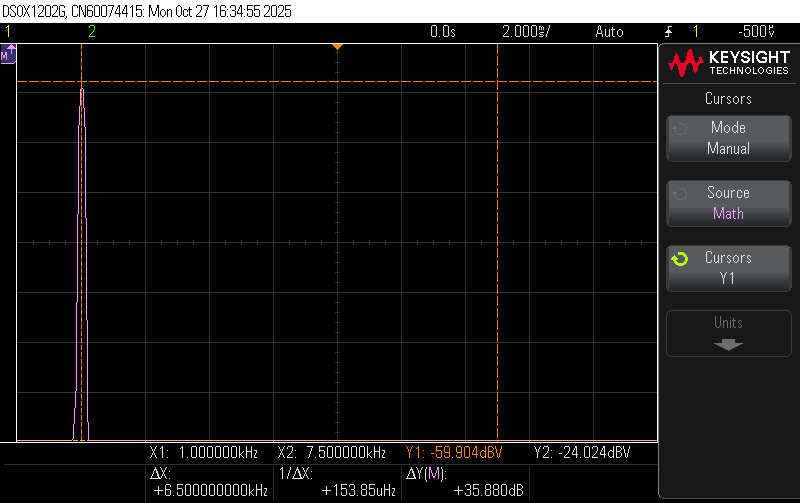 DSOX1202G, CN60074415: Mon Oct 27 16:34:55 2025
1 2 0.0s 2.000ms/ Auto 1 -500mV
M
KEYSIGHT
TECHNOLOGIES
Cursors
Mode
Manual
Source
Math
Cursors
Y1
Units
X1: 1.000000kHz X2: 7.500000kHz Y1: -59.904dBV Y2: -24.024dBV
ΔX: 1/ΔX: ΔY(M):
+6.500000000kHz +153.85uHz +35.880dB